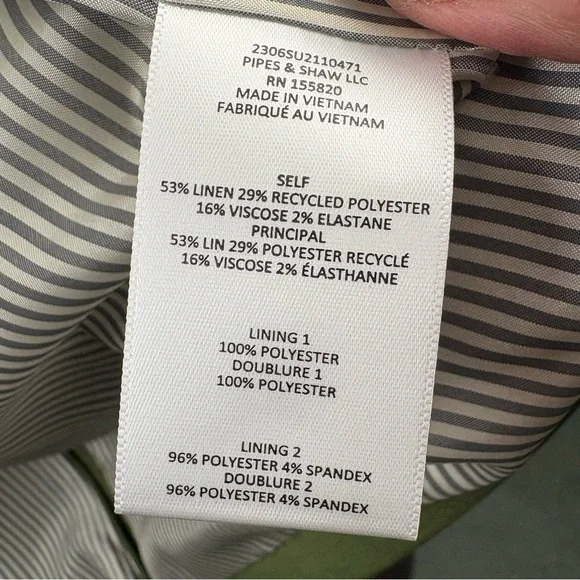 2306SU2110471
PIPES & SHAW LLC
RN 155820
MADE IN VIETNAM
FABRIQUÉ AU VIETNAM
SELF
53% LINEN 29% RECYCLED POLYESTER
16% VISCOSE 2% ELASTANE
PRINCIPAL
53% LIN 29% POLYESTER RECYCLÉ
16% VISCOSE 2% ÉLASTHANNE
LINING 1
100% POLYESTER
DOUBLURE 1
100% POLYESTER
LINING 2
96% POLYESTER 4% SPANDEX
DOUBLURE 2
96% POLYESTER 4% SPANDEX